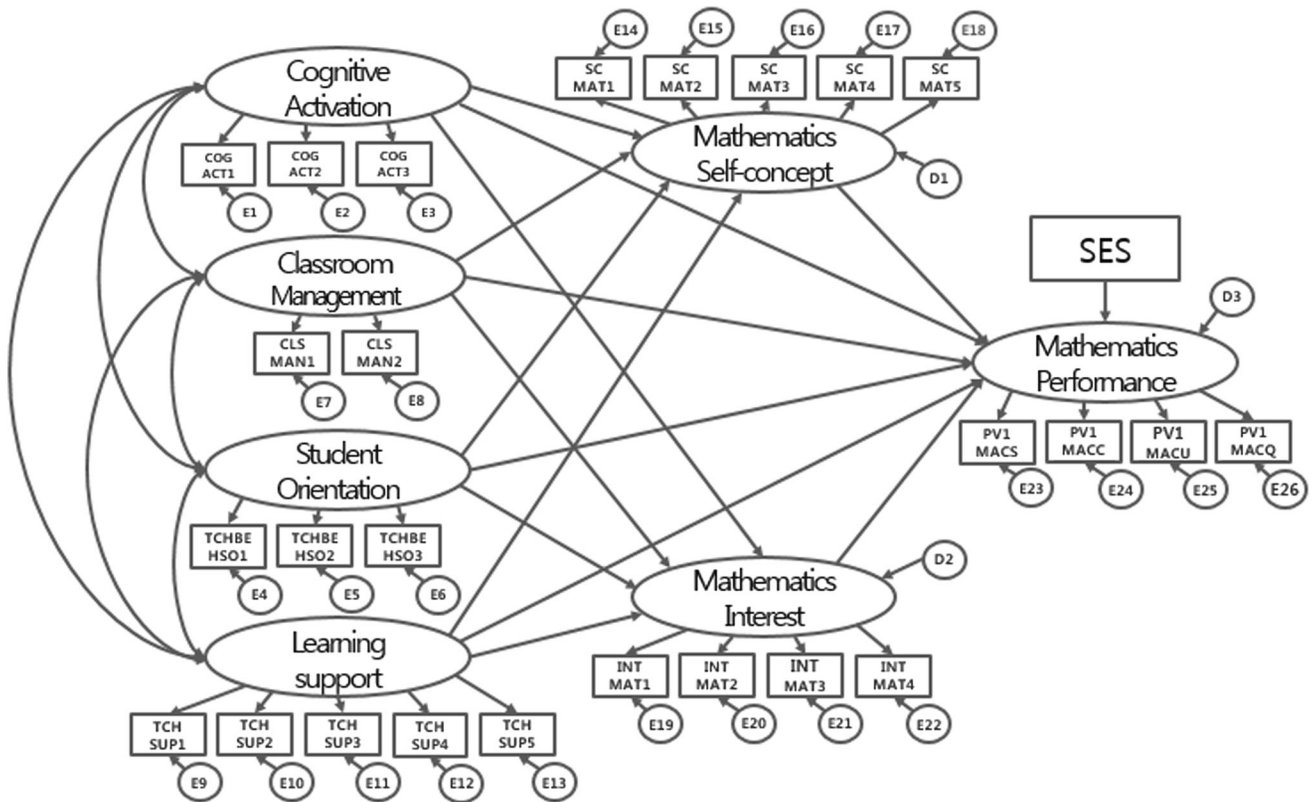 Cognitive
Activation
COG
ACT1
COG
ACT2
COG
ACT3
E1
E2
E3
Classroom
Management
CLS
MAN1
CLS
MAN2
E7
E8
Student
Orientation
TCHBE
HSO1
TCHBE
HSO2
TCHBE
HSO3
E4
E5
E6
Learning
support
TCH
SUP1
TCH
SUP2
TCH
SUP3
TCH
SUP4
TCH
SUP5
E9
E10
E11
E12
E13
E14
E15
E16
E17
E18
SC
MAT1
SC
MAT2
SC
MAT3
SC
MAT4
SC
MAT5
Mathematics
Self-concept
D1
Mathematics
Interest
D2
INT
MAT1
INT
MAT2
INT
MAT3
INT
MAT4
E19
E20
E21
E22
SES
D3
Mathematics
Performance
PV1
MACS
PV1
MACC
PV1
MACU
PV1
MACQ
E23
E24
E25
E26